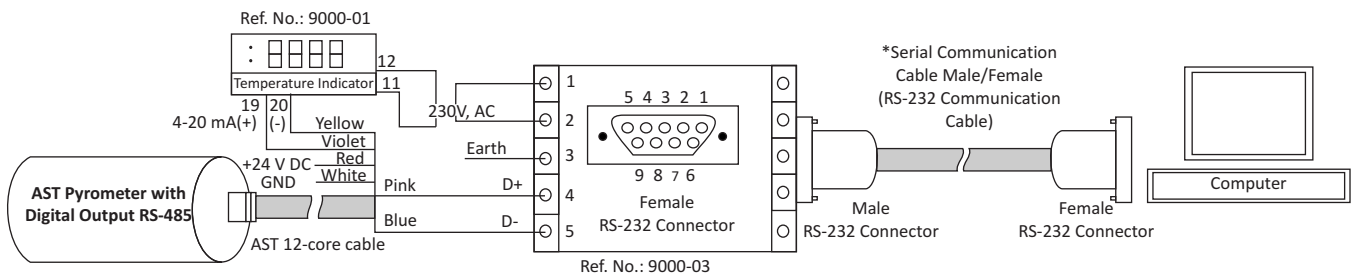 Ref. No.: 9000-01
Temperature Indicator
12
11
19 20
4-20 mA(+) (-)
230V, AC
Yellow
Violet
Red
White
+24 V DC
GND
Pink
Blue
AST Pyrometer with
Digital Output RS-485
AST 12-core cable
Earth
D+
D-
1
2
3
4
5
5 4 3 2 1
9 8 7 6
Female
RS-232 Connector
Ref. No.: 9000-03
*Serial Communication
Cable Male/Female
(RS-232 Communication
Cable)
Male
RS-232 Connector
Female
RS-232 Connector
Computer